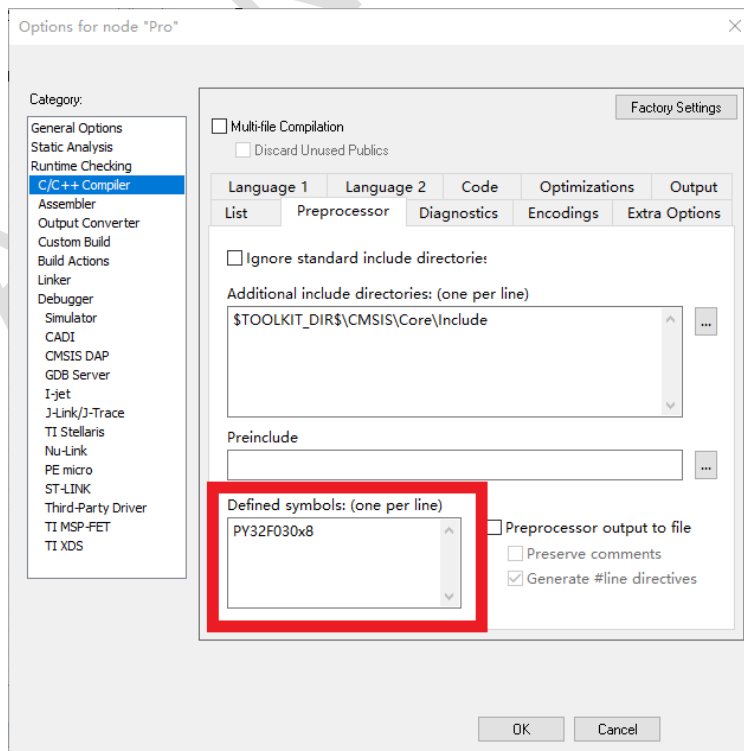 Options for node "Pro"
Category:
General Options
Static Analysis
Runtime Checking
C/C++ Compiler
Assembler
Output Converter
Custom Build
Build Actions
Linker
Debugger
Simulator
CADI
CMSIS DAP
GDB Server
I-jet
J-Link/J-Trace
TI Stellaris
Nu-Link
PE micro
ST-LINK
Third-Party Driver
TI MSP-FET
TI XDS
Factory Settings
Multi-file Compilation
Discard Unused Publics
Language 1 Language 2 Code Optimizations Output
List Preprocessor Diagnostics Encodings Extra Options
Ignore standard include directories
Additional include directories: (one per line)
$TOOLKIT_DIR$\CMSIS\Core\Include
...
Preinclude
...
Defined symbols: (one per line)
PY32F030x8
Preprocessor output to file
Preserve comments
Generate #line directives
OK Cancel